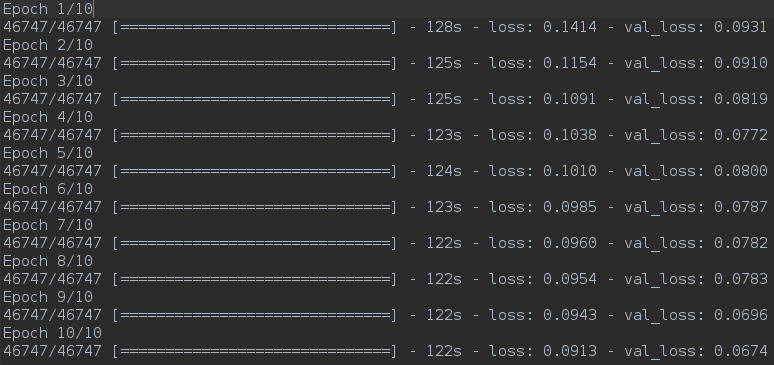 Epoch 1/10
46747/46747 [==============================] - 128s - loss: 0.1414 - val_loss: 0.0931
Epoch 2/10
46747/46747 [==============================] - 125s - loss: 0.1154 - val_loss: 0.0910
Epoch 3/10
46747/46747 [==============================] - 125s - loss: 0.1091 - val_loss: 0.0819
Epoch 4/10
46747/46747 [==============================] - 123s - loss: 0.1038 - val_loss: 0.0772
Epoch 5/10
46747/46747 [==============================] - 124s - loss: 0.1010 - val_loss: 0.0800
Epoch 6/10
46747/46747 [==============================] - 123s - loss: 0.0985 - val_loss: 0.0787
Epoch 7/10
46747/46747 [==============================] - 122s - loss: 0.0960 - val_loss: 0.0782
Epoch 8/10
46747/46747 [==============================] - 122s - loss: 0.0954 - val_loss: 0.0783
Epoch 9/10
46747/46747 [==============================] - 122s - loss: 0.0943 - val_loss: 0.0696
Epoch 10/10
46747/46747 [==============================] - 122s - loss: 0.0913 - val_loss: 0.0674